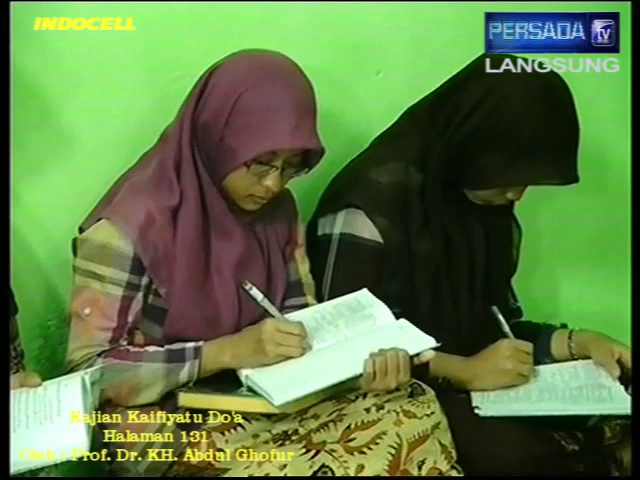 INDOCELL
PERSADA tv
LANGSUNG
Kajian Kaifiyatu Do'a
Halaman 131
Oleh : Prof. Dr. KH. Abdul Ghofur